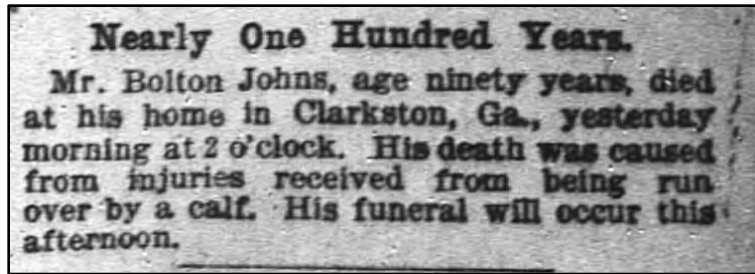 Nearly One Hundred Years.
Mr. Bolton Johns, age ninety years, died
at his home in Clarkston, Ga., yesterday
morning at 2 o'clock. His death was caused
from injuries received from being run
over by a calf. His funeral will occur this
afternoon.